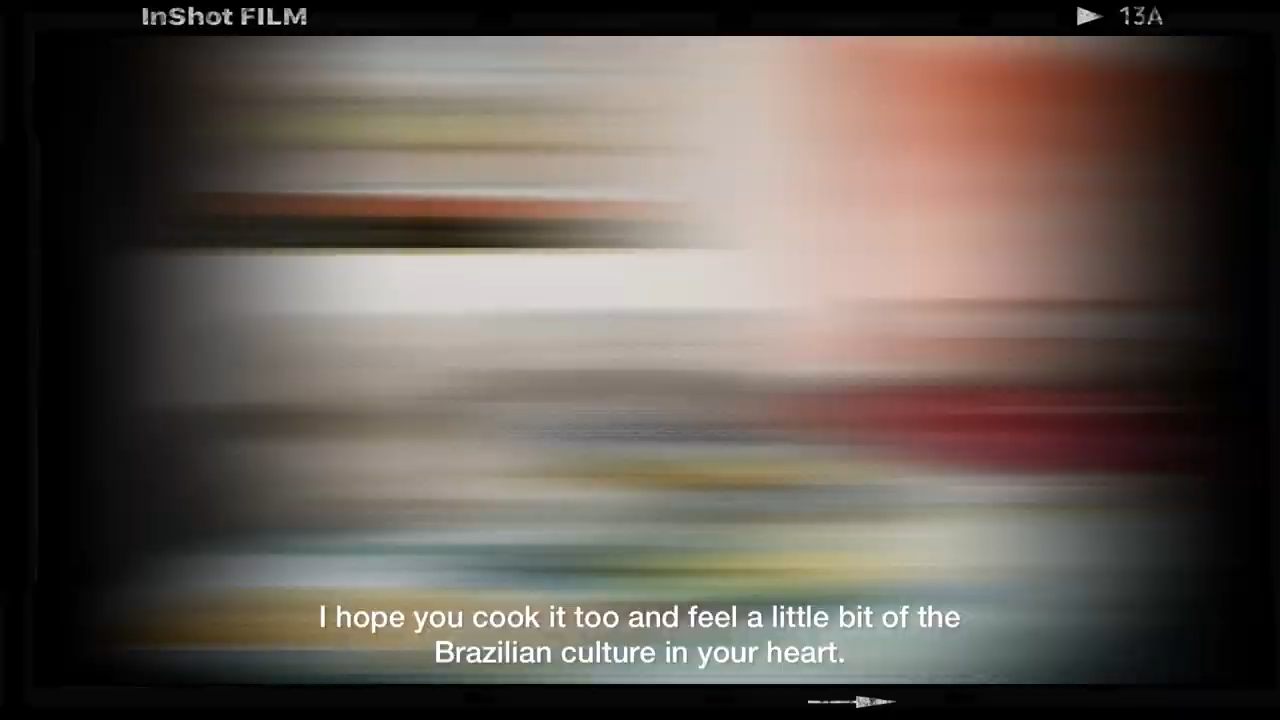 InShot FILM
13A
I hope you cook it too and feel a little bit of the
Brazilian culture in your heart.